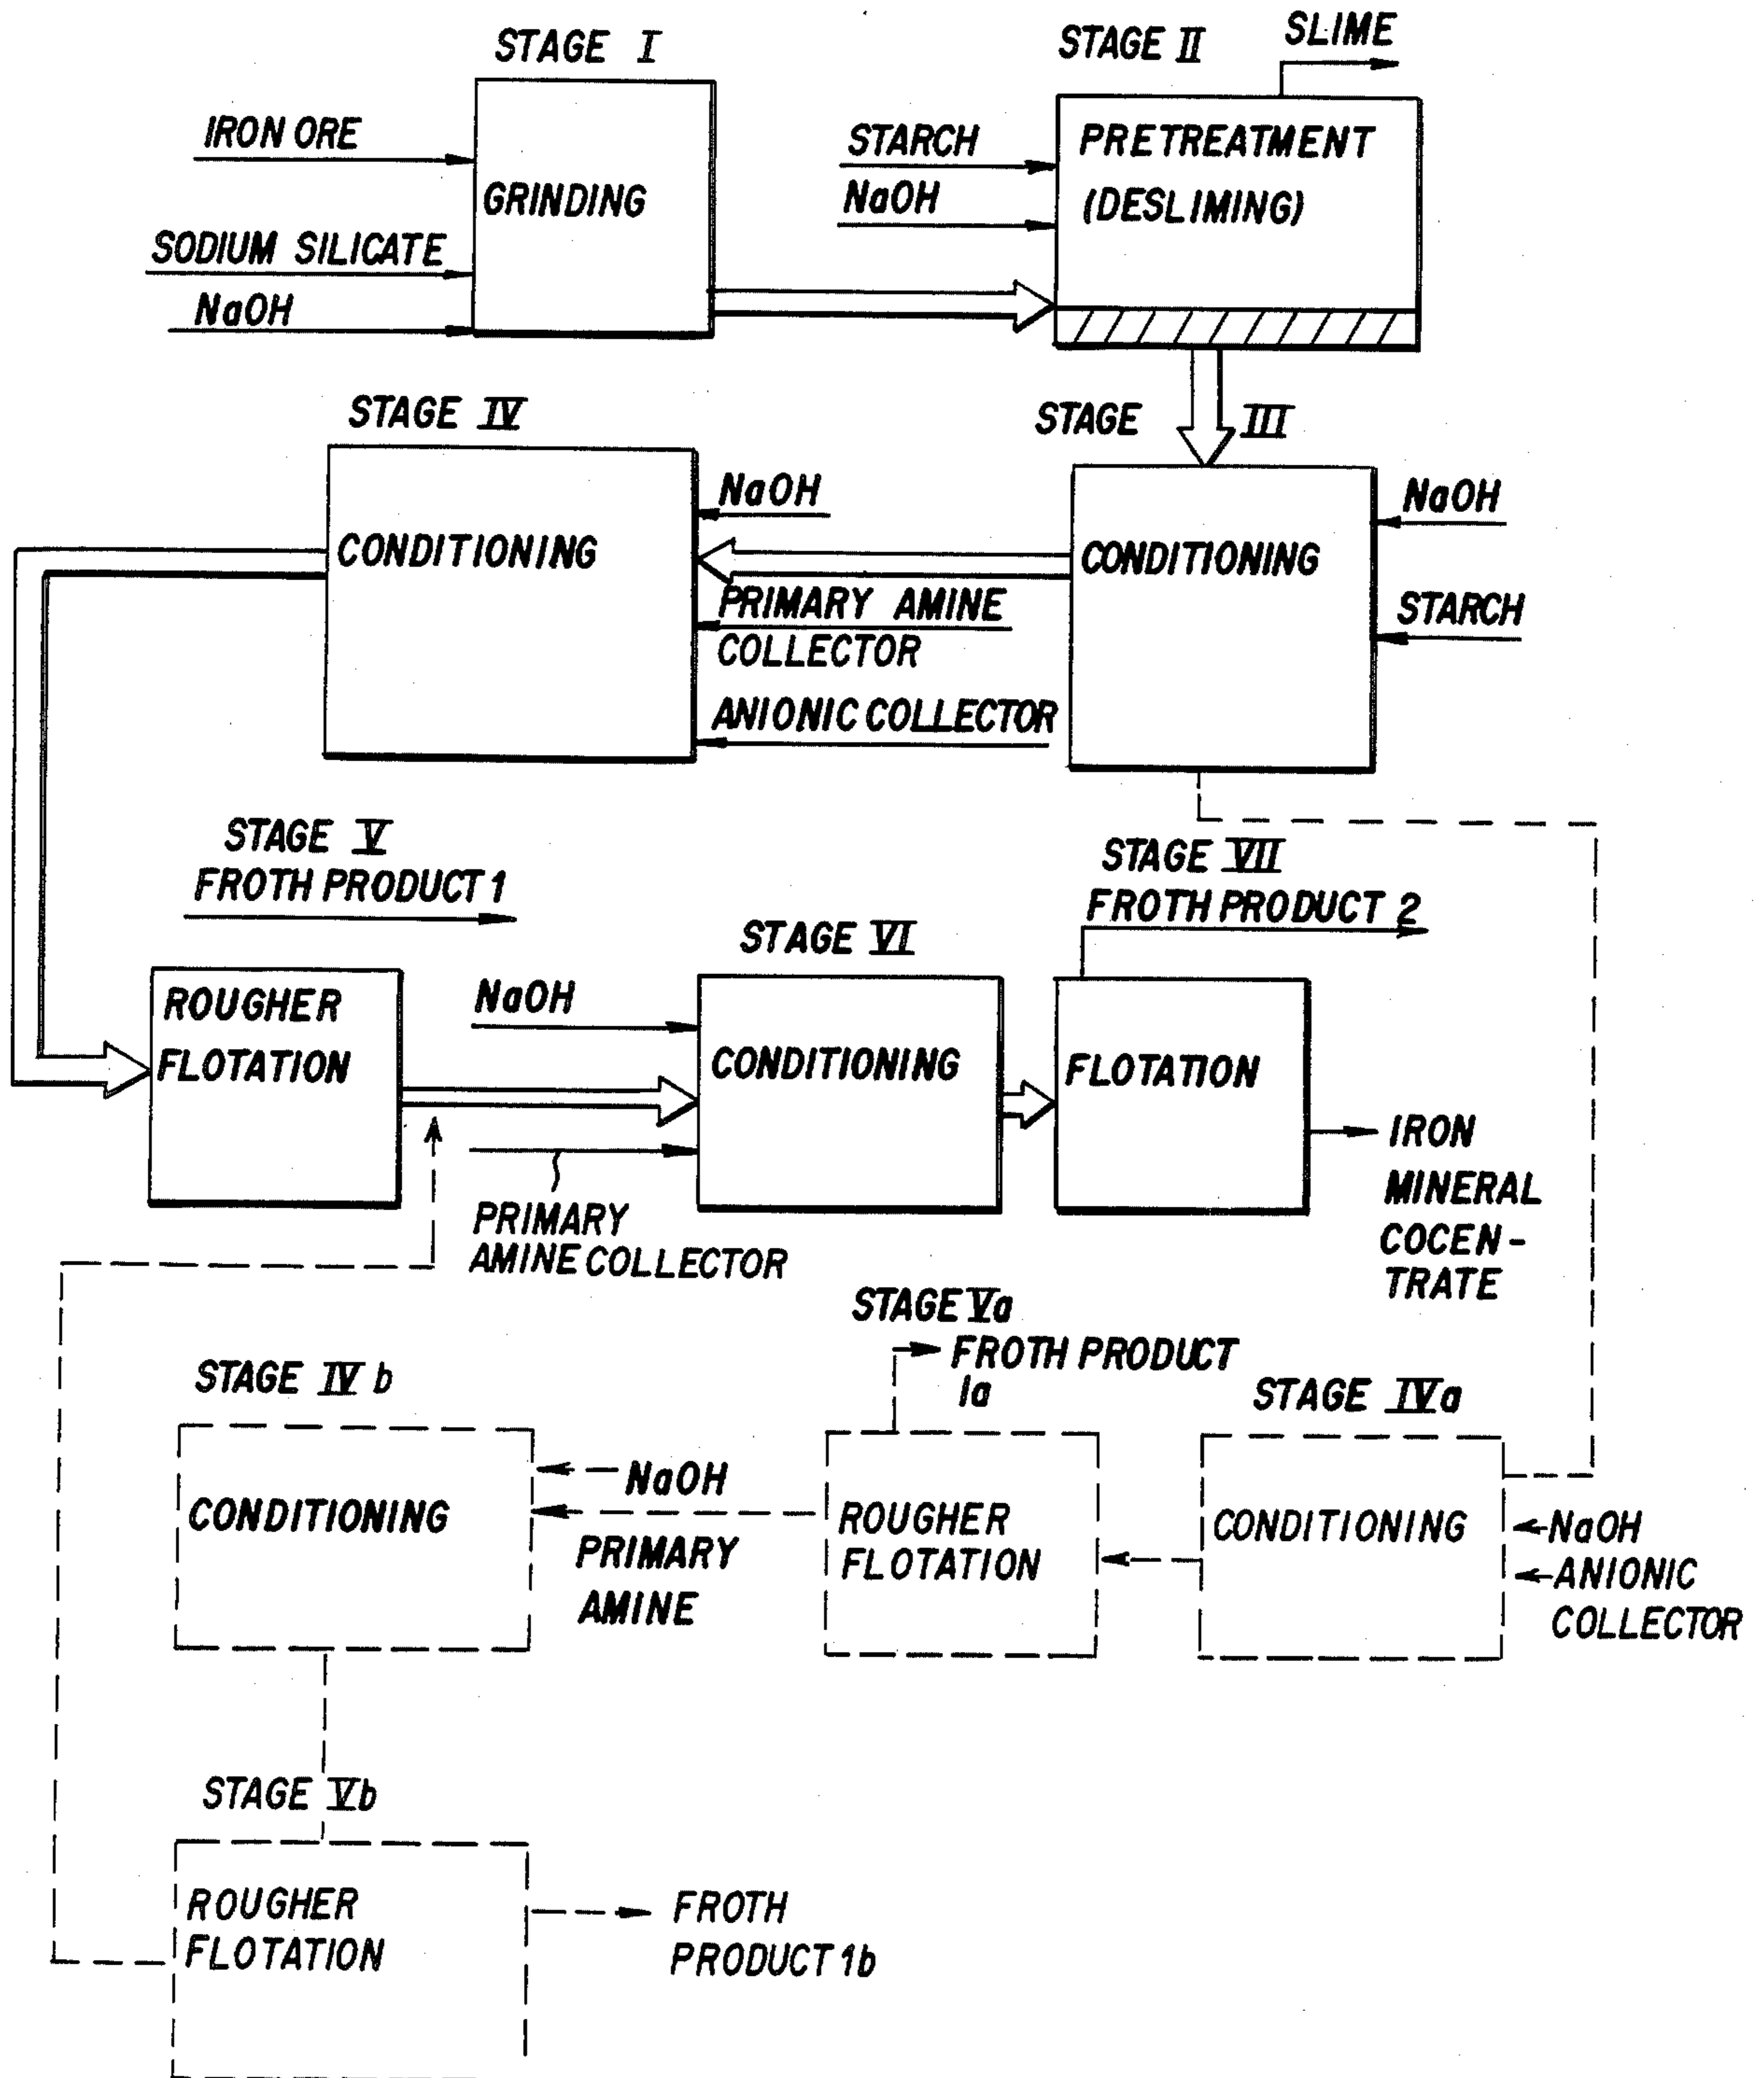 STAGE I
IRON ORE
GRINDING
SODIUM SILICATE
NaOH
STAGE II
SLIME
STARCH
NaOH
PRETREATMENT
(DESLIMING)
STAGE III
CONDITIONING
NaOH
STARCH
STAGE IV
CONDITIONING
NaOH
PRIMARY AMINE
COLLECTOR
ANIONIC COLLECTOR
STAGE V
FROTH PRODUCT 1
ROUGHER
FLOTATION
STAGE VI
NaOH
CONDITIONING
PRIMARY
AMINE COLLECTOR
STAGE VII
FROTH PRODUCT 2
FLOTATION
IRON
MINERAL
COCEN-
TRATE
STAGE IVa
CONDITIONING
NaOH
ANIONIC
COLLECTOR
STAGE Va
FROTH PRODUCT
1a
ROUGHER
FLOTATION
STAGE IVb
CONDITIONING
NaOH
PRIMARY
AMINE
STAGE Vb
ROUGHER
FLOTATION
FROTH
PRODUCT 1b